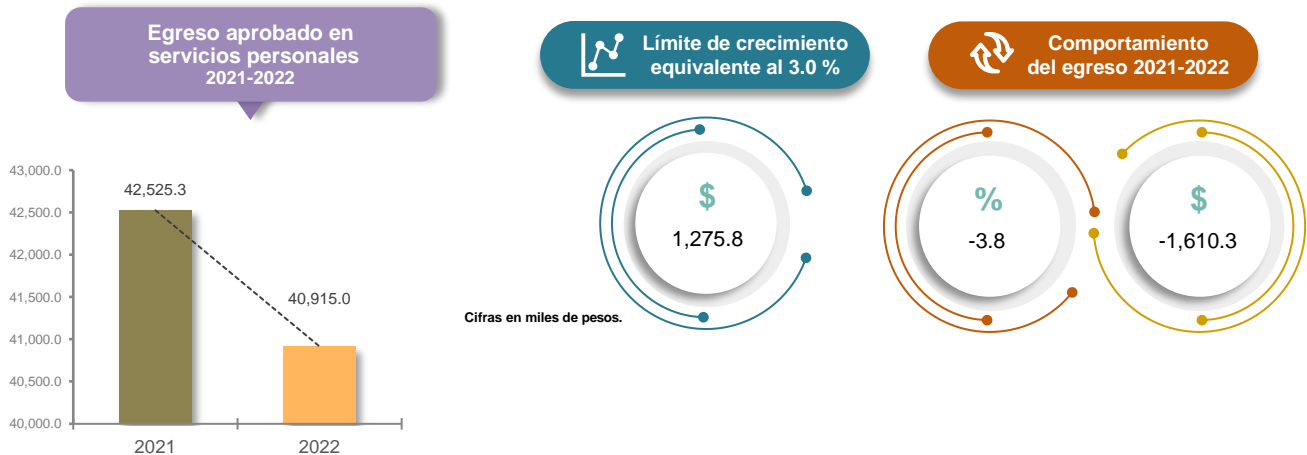 Egreso aprobado en
servicios personales
2021-2022
Límite de crecimiento
equivalente al 3.0 %
Comportamiento
del egreso 2021-2022
43,000.0
42,500.0
42,000.0
41,500.0
41,000.0
40,500.0
40,000.0
42,525.3
40,915.0
2021
2022
$
1,275.8
%
-3.8
$
-1,610.3
Cifras en miles de pesos.